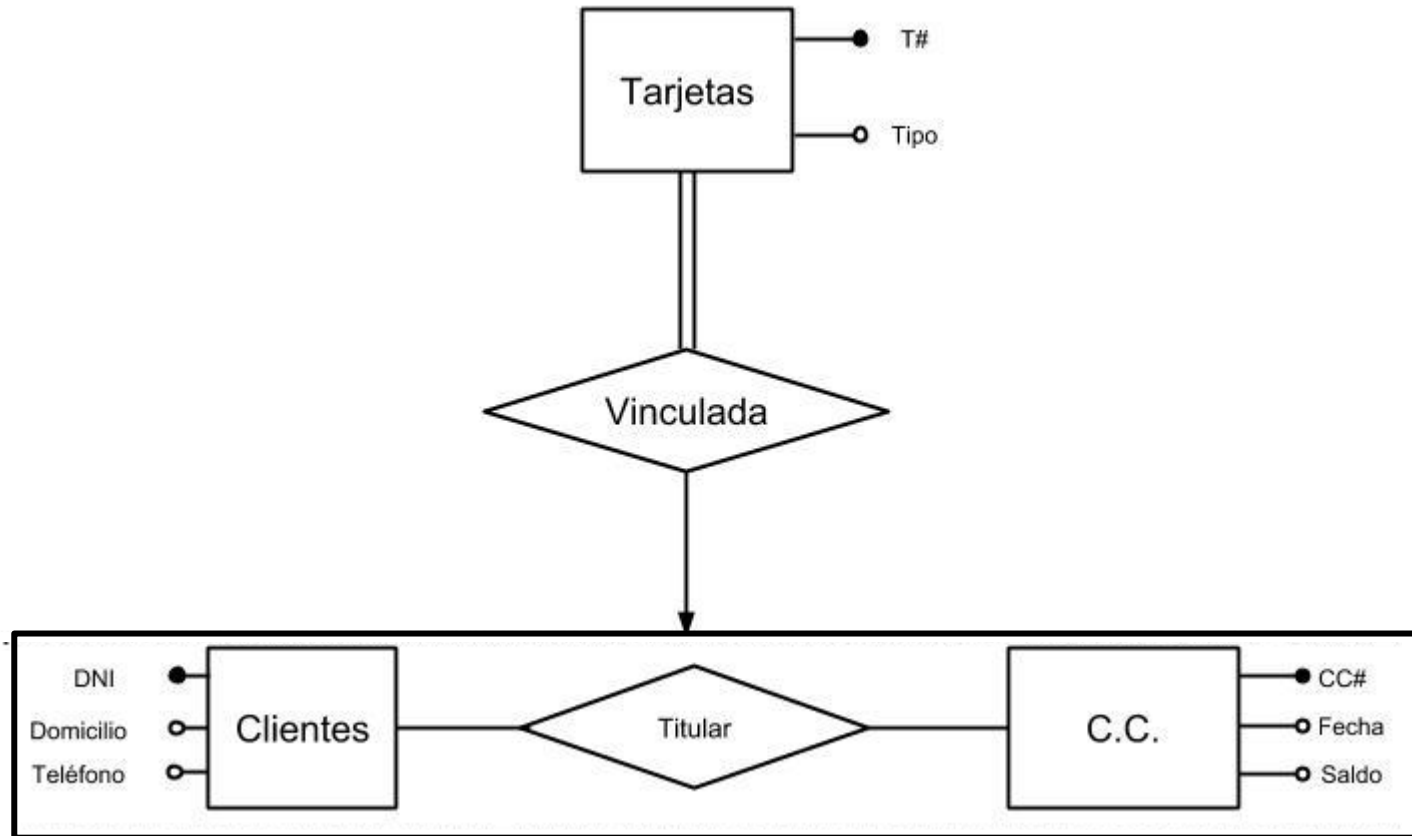 T#
Tarjetas
Tipo
Vinculada
DNI
Domicilio
Teléfono
Clientes
Titular
C.C.
CC#
Fecha
Saldo